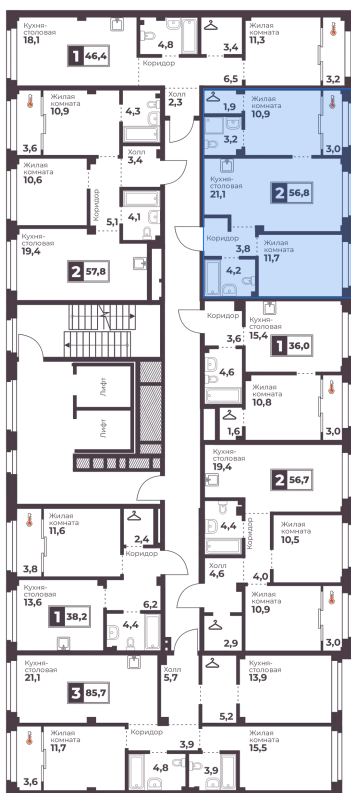 Кухня-
столовая
18,1
1 46,4
4,8
3,4
Жилая
комната
11,3
Коридор
6,5
3,2
Жилая
комната
10,9
3,6
4,3
Холл
2,3
1,9
Жилая
комната
10,9
3,2
3,0
Жилая
комната
10,6
Холл
3,4
Коридор
5,1
4,1
Кухня-
столовая
21,1
2 56,8
Кухня-
столовая
19,4
2 57,8
Коридор
3,8
4,2
Жилая
комната
11,7
Коридор
3,6
Кухня-
столовая
15,4
1 36,0
4,6
Лифт
Лифт
Жилая
комната
10,8
1,6
3,0
Кухня-
столовая
19,4
2 56,7
Жилая
комната
11,6
3,8
2,4
4,4
Коридор
4,0
Жилая
комната
10,5
Холл
4,6
Кухня-
столовая
13,6
1 38,2
6,2
4,4
Жилая
комната
10,9
2,9
3,0
Кухня-
столовая
21,1
3 85,7
Холл
5,7
5,2
Жилая
комната
13,9
Коридор
3,9
Жилая
комната
11,7
3,6
4,8
3,9
Жилая
комната
15,5